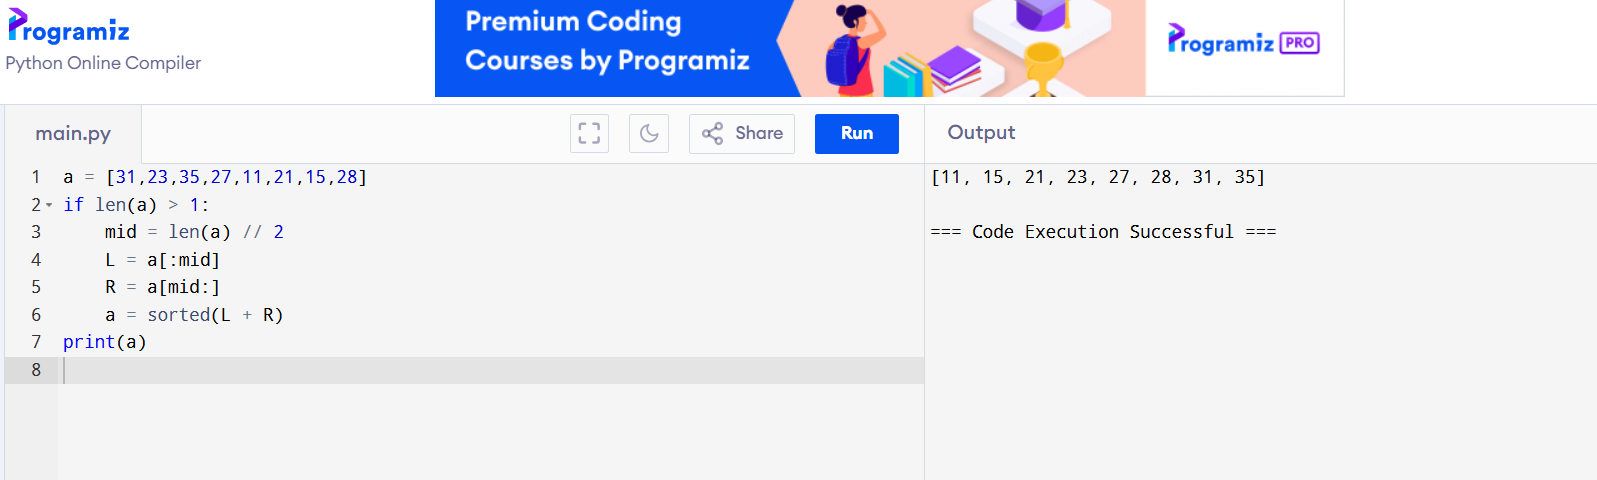 Programiz
Python Online Compiler
Premium Coding
Courses by Programiz
Programiz PRO
main.py
Share
Run
Output
1 a = [31,23,35,27,11,21,15,28]
2 if len(a) > 1:
3     mid = len(a) // 2
4     L = a[:mid]
5     R = a[mid:]
6     a = sorted(L + R)
7 print(a)
8
[11, 15, 21, 23, 27, 28, 31, 35]
=== Code Execution Successful ===